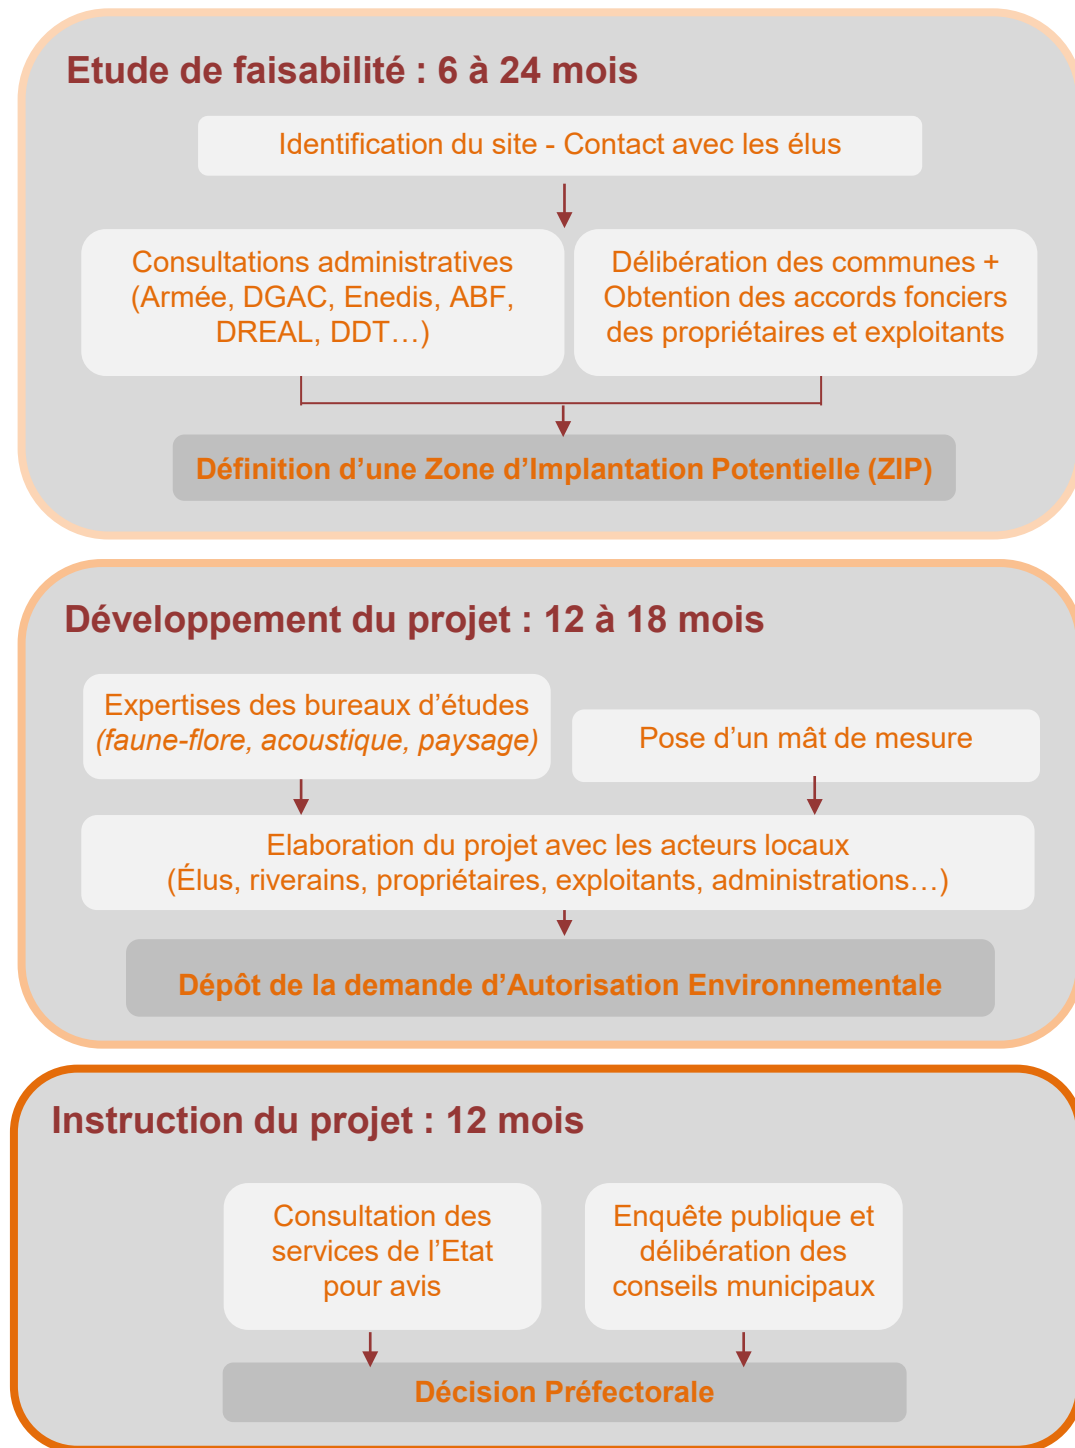 Etude de faisabilité : 6 à 24 mois
Identification du site - Contact avec les élus
Consultations administratives
(Armée, DGAC, Enedis, ABF,
DREAL, DDT…)
Délibération des communes +
Obtention des accords fonciers
des propriétaires et exploitants
Définition d’une Zone d’Implantation Potentielle (ZIP)
Développement du projet : 12 à 18 mois
Expertises des bureaux d’études
(faune-flore, acoustique, paysage)
Pose d’un mât de mesure
Elaboration du projet avec les acteurs locaux
(Élus, riverains, propriétaires, exploitants, administrations…)
Dépôt de la demande d’Autorisation Environnementale
Instruction du projet : 12 mois
Consultation des
services de l’Etat
pour avis
Enquête publique et
délibération des
conseils municipaux
Décision Préfectorale